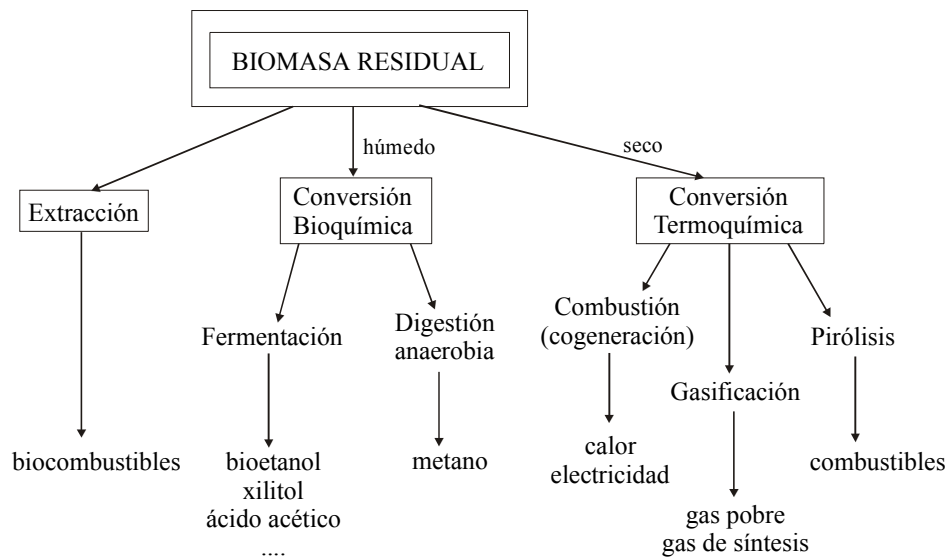 BIOMASA RESIDUAL
húmedo
seco
Extracción
Conversión
Bioquímica
Conversión
Termoquímica
Fermentación
Digestión
anaerobia
Combustión
(cogeneración)
Gasificación
Pirólisis
biocombustibles
bioetanol
xilitol
ácido acético
....
metano
calor
electricidad
gas pobre
gas de síntesis
combustibles